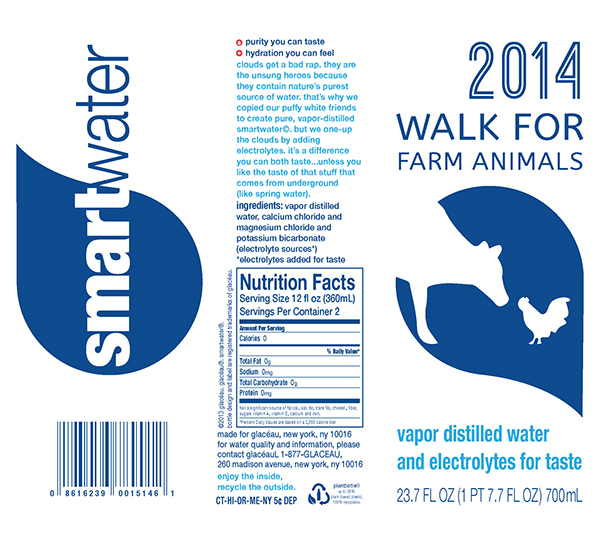 smartwater
0 8616239 0015146 1
purity you can taste
hydration you can feel
clouds get a bad rap. they are
the unsung heroes because
they contain nature's purest
source of water. that's why we
copied our puffy white friends
to create pure, vapor-distilled
smartwater©. but we one-up
the clouds by adding
electrolytes. it's a difference
you can both taste...unless you
like the taste of that stuff that
comes from underground
(like spring water).
ingredients: vapor distilled
water, calcium chloride and
magnesium chloride and
potassium bicarbonate
(electrolyte sources*)
*electrolytes added for taste
©2013 glacéau. glacéau®, smartwater®,
bottle design and label are registered trademarks of glacéau.
Nutrition Facts
Serving Size 12 fl oz (360mL)
Servings Per Container 2
Amount Per Serving
Calories 0
% Daily Value*
Total Fat 0g
Sodium 0mg
Total Carbohydrate 0g
Protein 0mg
Not a significant source of fat cal., sat. fat, trans fat, cholest., fiber,
sugars, vitamin A, vitamin C, calcium and iron.
*Percent Daily Values are based on a 2,000 calorie diet
made for glacéau, new york, ny 10016
for water quality and information, please
contact glacéauL 1-877-GLACEAU,
260 madison avenue, new york, ny 10016
enjoy the inside,
recycle the outside.
CT-HI-OR-ME-NY 5¢ DEP
plantbottle®
up to 30%
plant based plastic
100% recyclable.
2014
WALK FOR
FARM ANIMALS
vapor distilled water
and electrolytes for taste
23.7 FL OZ (1 PT 7.7 FL OZ) 700mL